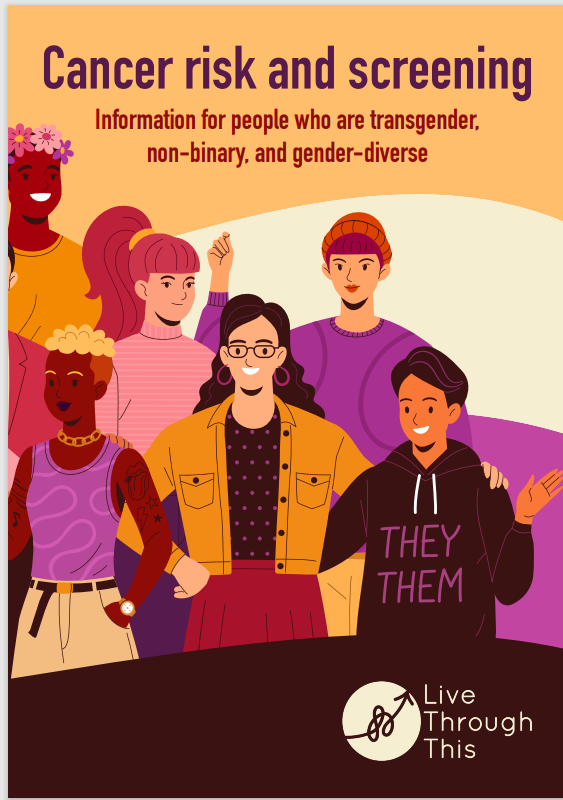 Cancer risk and screening
Information for people who are transgender,
non-binary, and gender-diverse
THEY
THEM
Live
Through
This